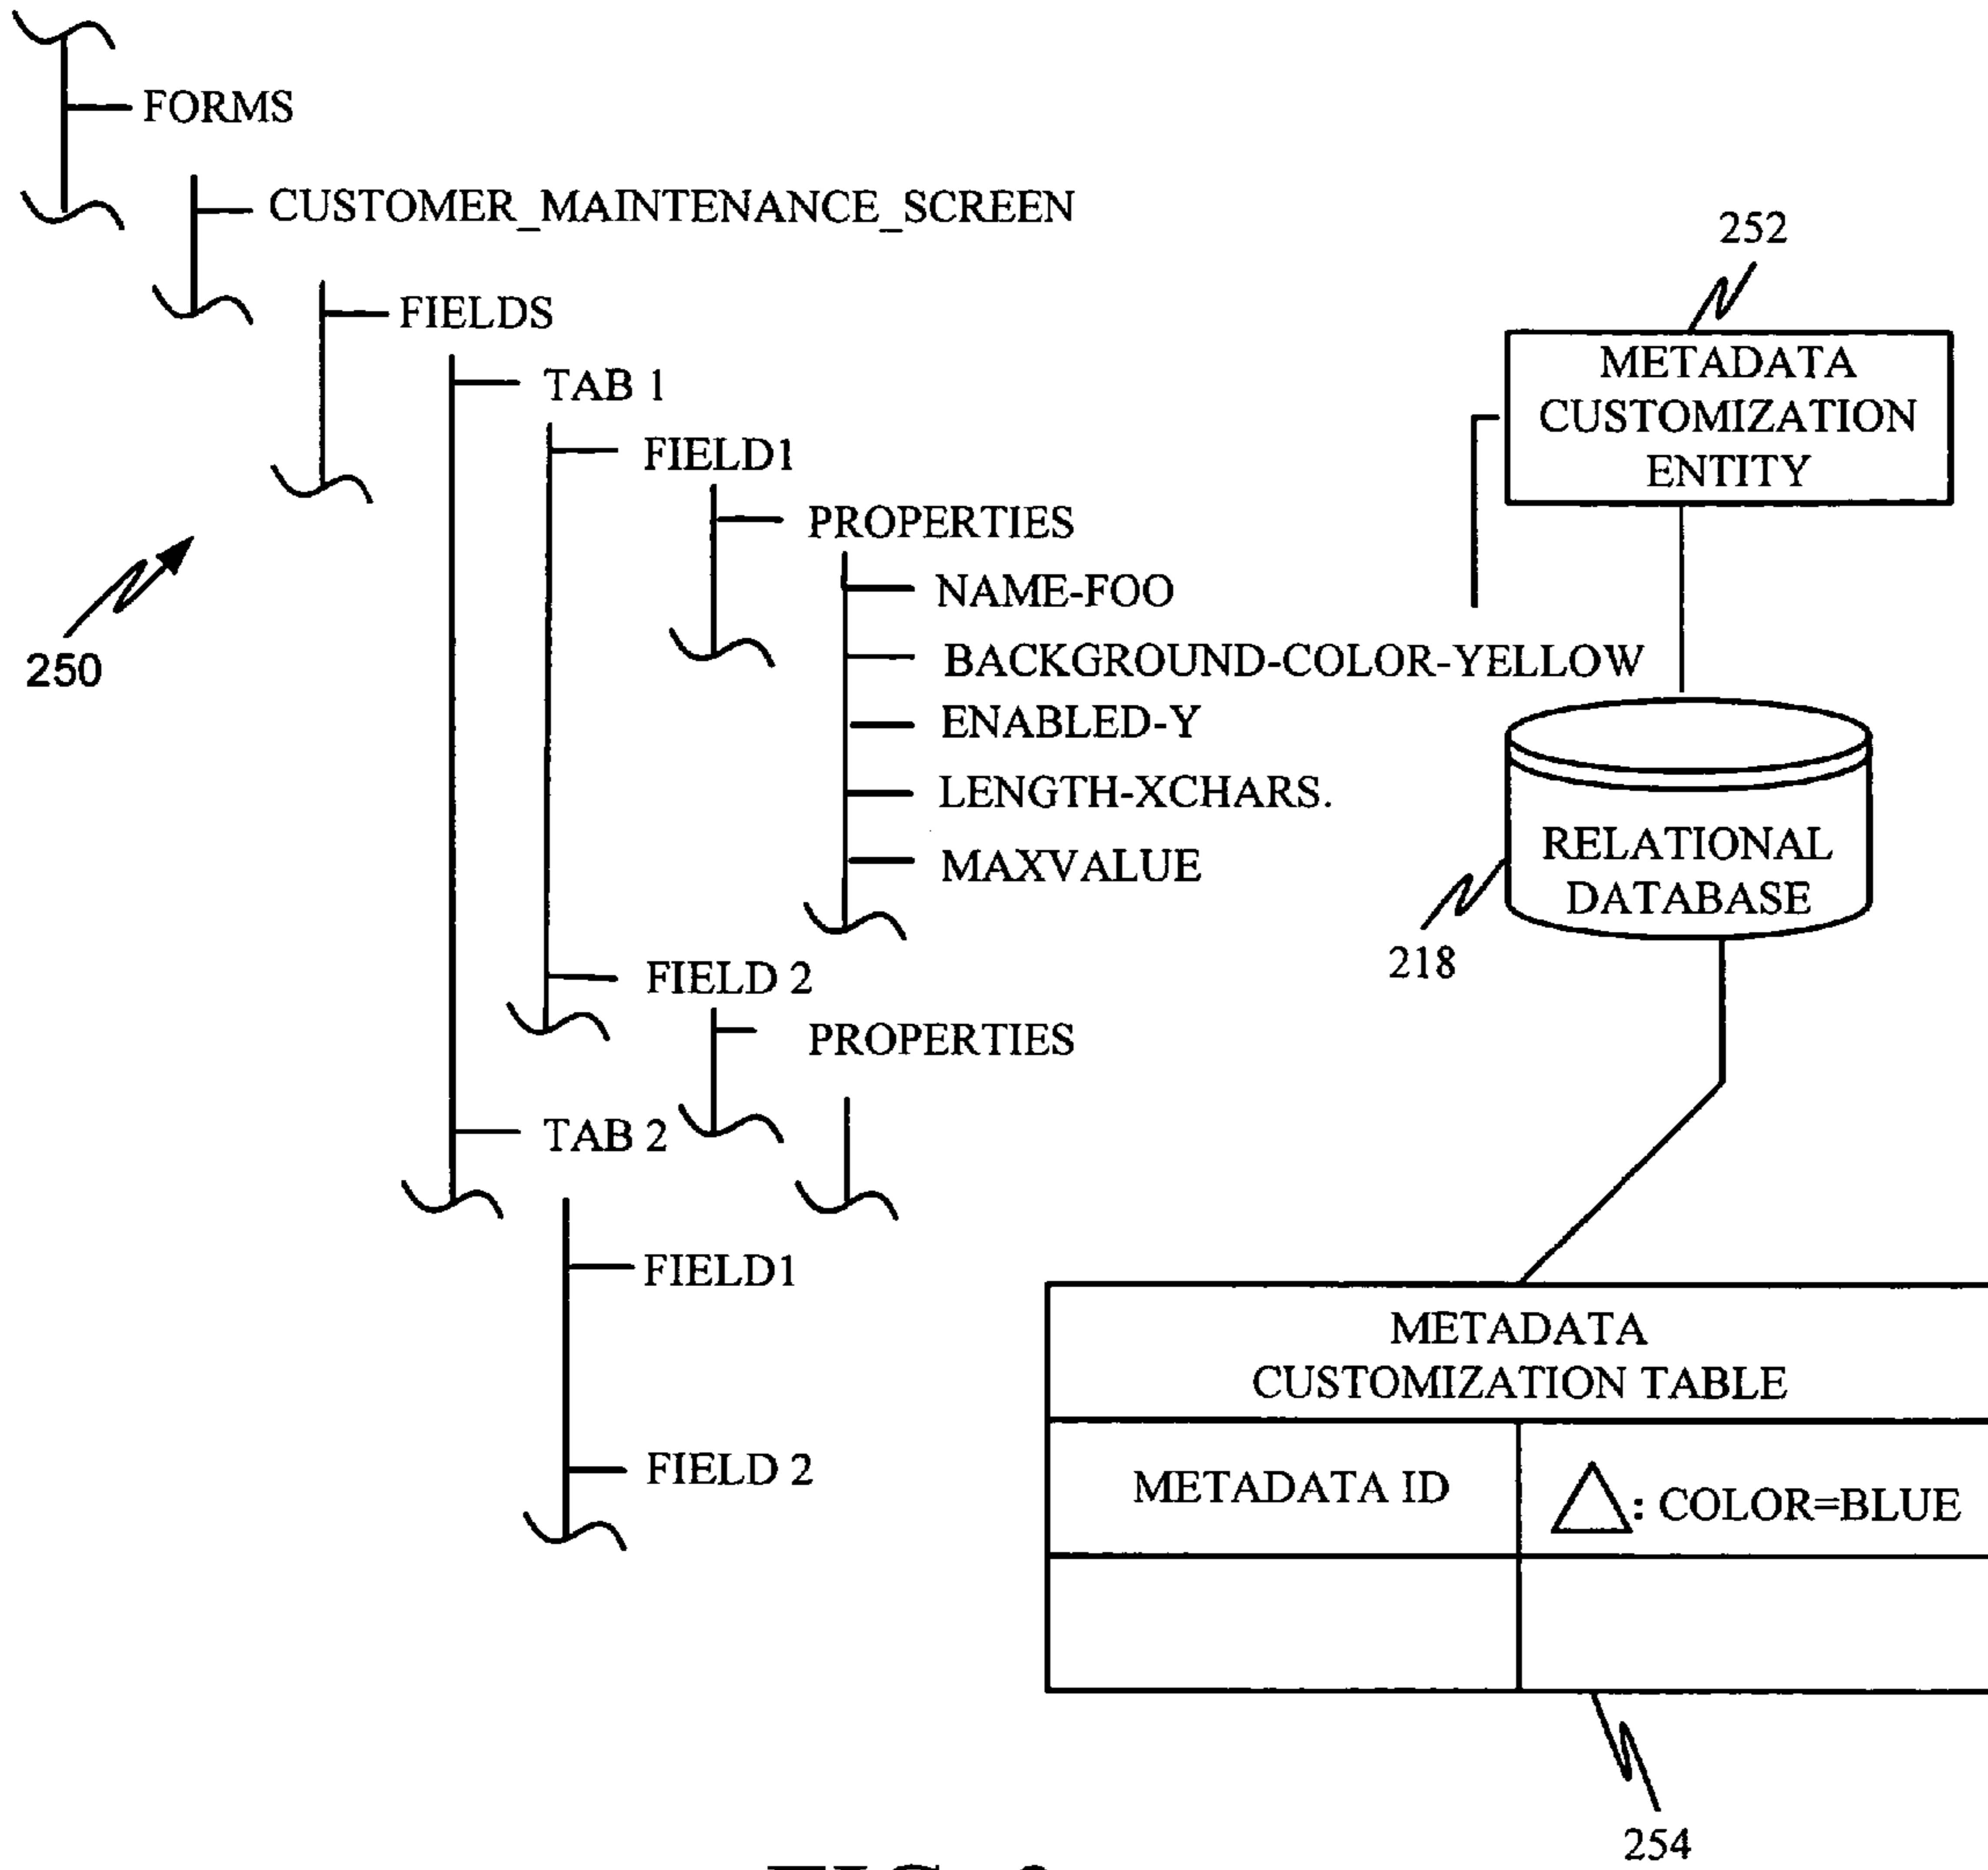 FORMS
CUSTOMER_MAINTENANCE_SCREEN
FIELDS
TAB 1
FIELD1
PROPERTIES
NAME-FOO
BACKGROUND-COLOR-YELLOW
ENABLED-Y
LENGTH-XCHARS.
MAXVALUE
FIELD 2
PROPERTIES
TAB 2
FIELD1
FIELD 2
250
252
METADATA
CUSTOMIZATION
ENTITY
RELATIONAL
DATABASE
218
METADATA
CUSTOMIZATION TABLE
METADATA ID
△: COLOR=BLUE
254